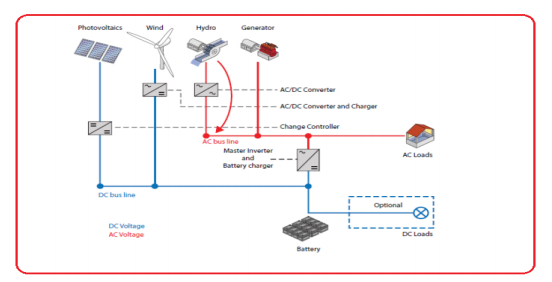 Photovoltaics
Wind
Hydro
Generator
AC/DC Converter
AC/DC Converter and Charger
Change Controller
AC bus line
Master Inverter
and
Battery charger
AC Loads
DC bus line
Optional
DC Voltage
AC Voltage
Battery
DC Loads